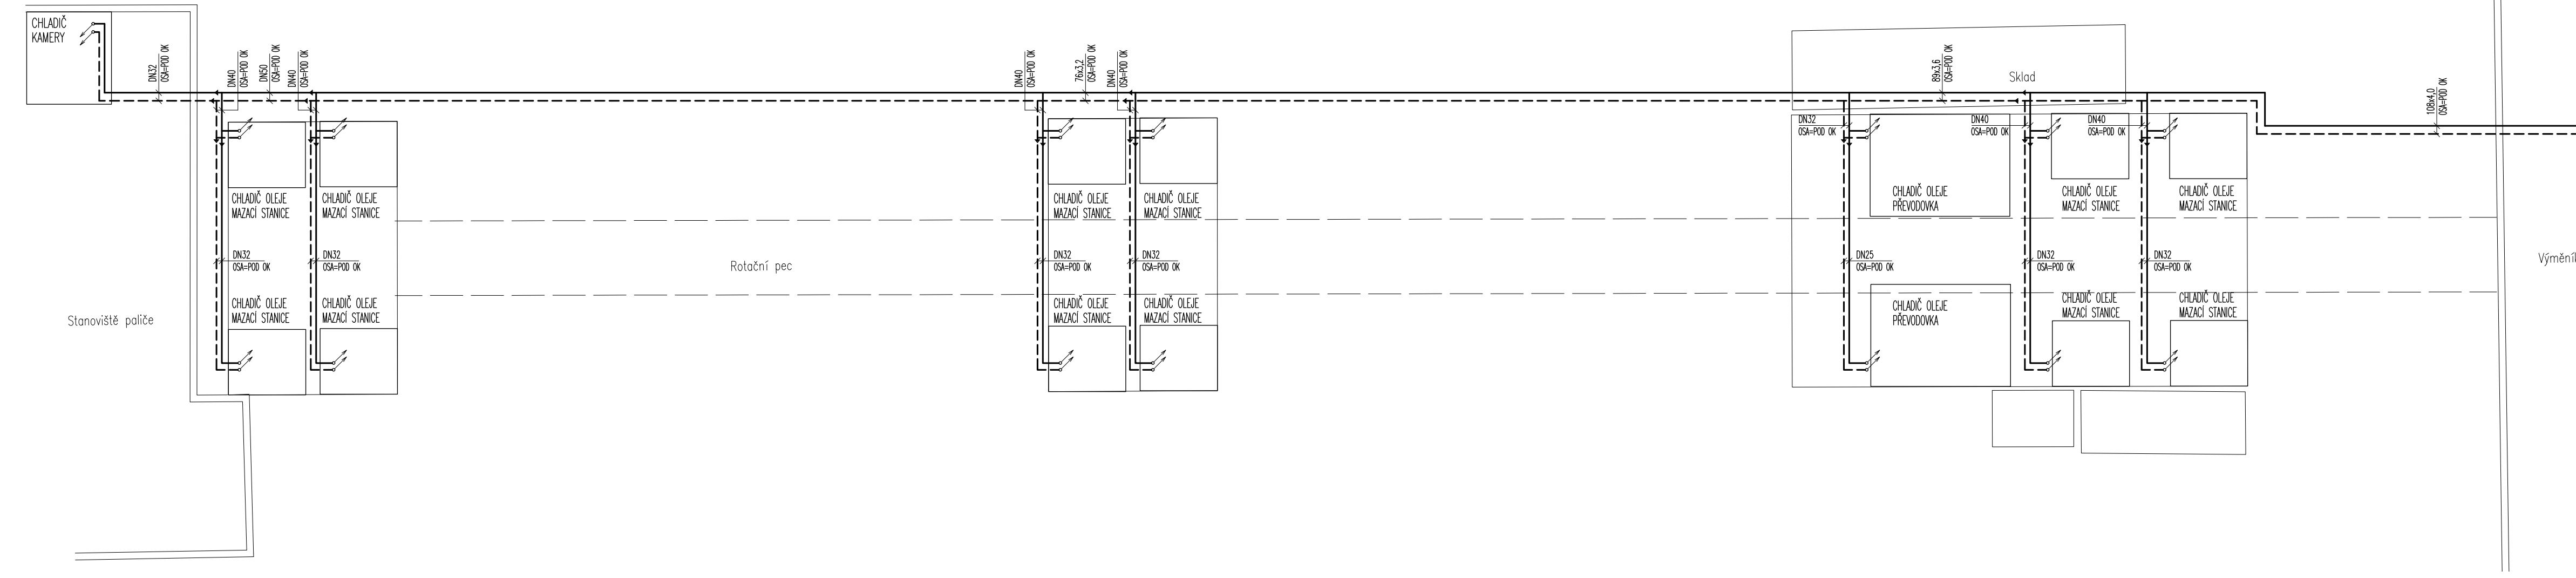 CHLADIČ
KAMERY
DN32
OSA=POD OK
DN40
OSA=POD OK
DN50
OSA=POD OK
DN40
OSA=POD OK
DN40
OSA=POD OK
76x3,2
OSA=POD OK
DN40
OSA=POD OK
89x3,6
OSA=POD OK
Sklad
108x4,0
OSA=POD OK
DN32
OSA=POD OK
DN40
OSA=POD OK
DN40
OSA=POD OK
CHLADIČ OLEJE
MAZACÍ STANICE
CHLADIČ OLEJE
MAZACÍ STANICE
CHLADIČ OLEJE
MAZACÍ STANICE
CHLADIČ OLEJE
MAZACÍ STANICE
CHLADIČ OLEJE
PŘEVODOVKA
CHLADIČ OLEJE
MAZACÍ STANICE
CHLADIČ OLEJE
MAZACÍ STANICE
DN32
OSA=POD OK
DN32
OSA=POD OK
Rotační pec
DN32
OSA=POD OK
DN32
OSA=POD OK
DN25
OSA=POD OK
DN32
OSA=POD OK
DN32
OSA=POD OK
Stanoviště paliče
CHLADIČ OLEJE
MAZACÍ STANICE
CHLADIČ OLEJE
MAZACÍ STANICE
CHLADIČ OLEJE
MAZACÍ STANICE
CHLADIČ OLEJE
MAZACÍ STANICE
CHLADIČ OLEJE
PŘEVODOVKA
CHLADIČ OLEJE
MAZACÍ STANICE
CHLADIČ OLEJE
MAZACÍ STANICE